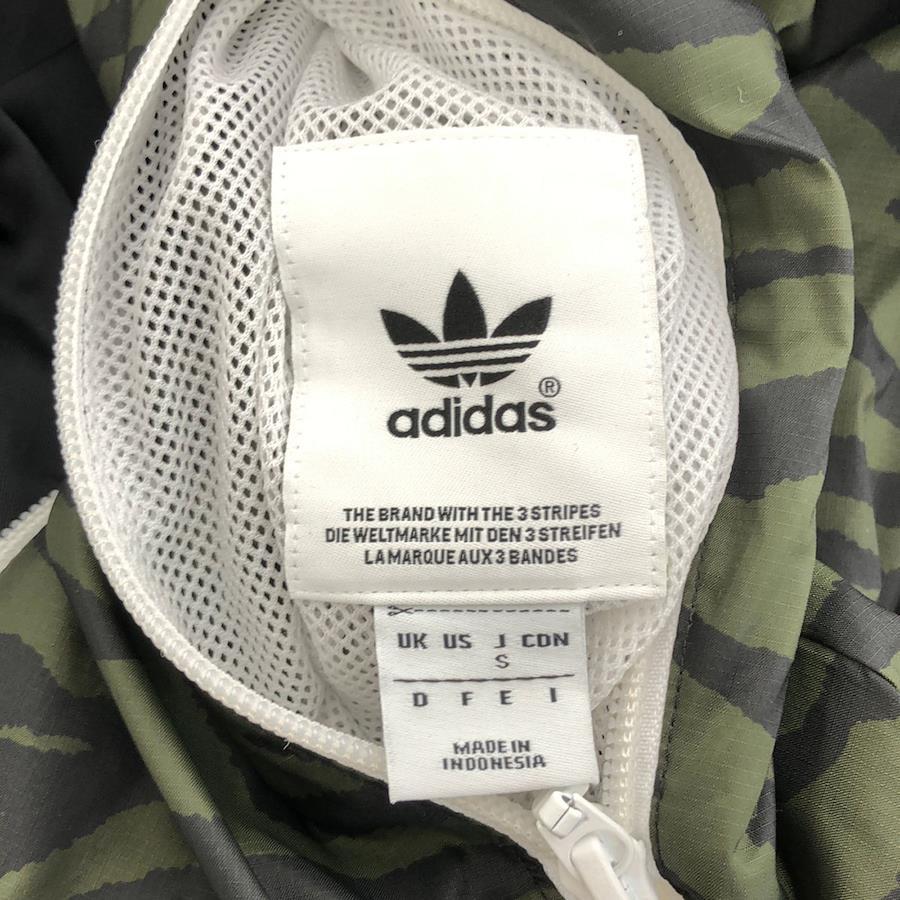 adidas®
THE BRAND WITH THE 3 STRIPES
DIE WELTMARKE MIT DEN 3 STREIFEN
LA MARQUE AUX 3 BANDES
UK US J CDN
S
D F E I
MADE IN
INDONESIA